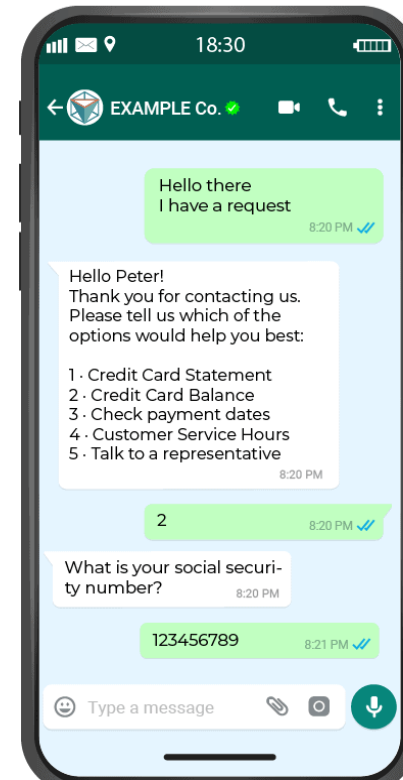 18:30
EXAMPLE Co.
Hello there
I have a request
8:20 PM
Hello Peter!
Thank you for contacting us.
Please tell us which of the
options would help you best:
1 · Credit Card Statement
2 · Credit Card Balance
3 · Check payment dates
4 · Customer Service Hours
5 · Talk to a representative
8:20 PM
2
8:20 PM
What is your social securi-
ty number?
8:20 PM
123456789
8:21 PM
Type a message